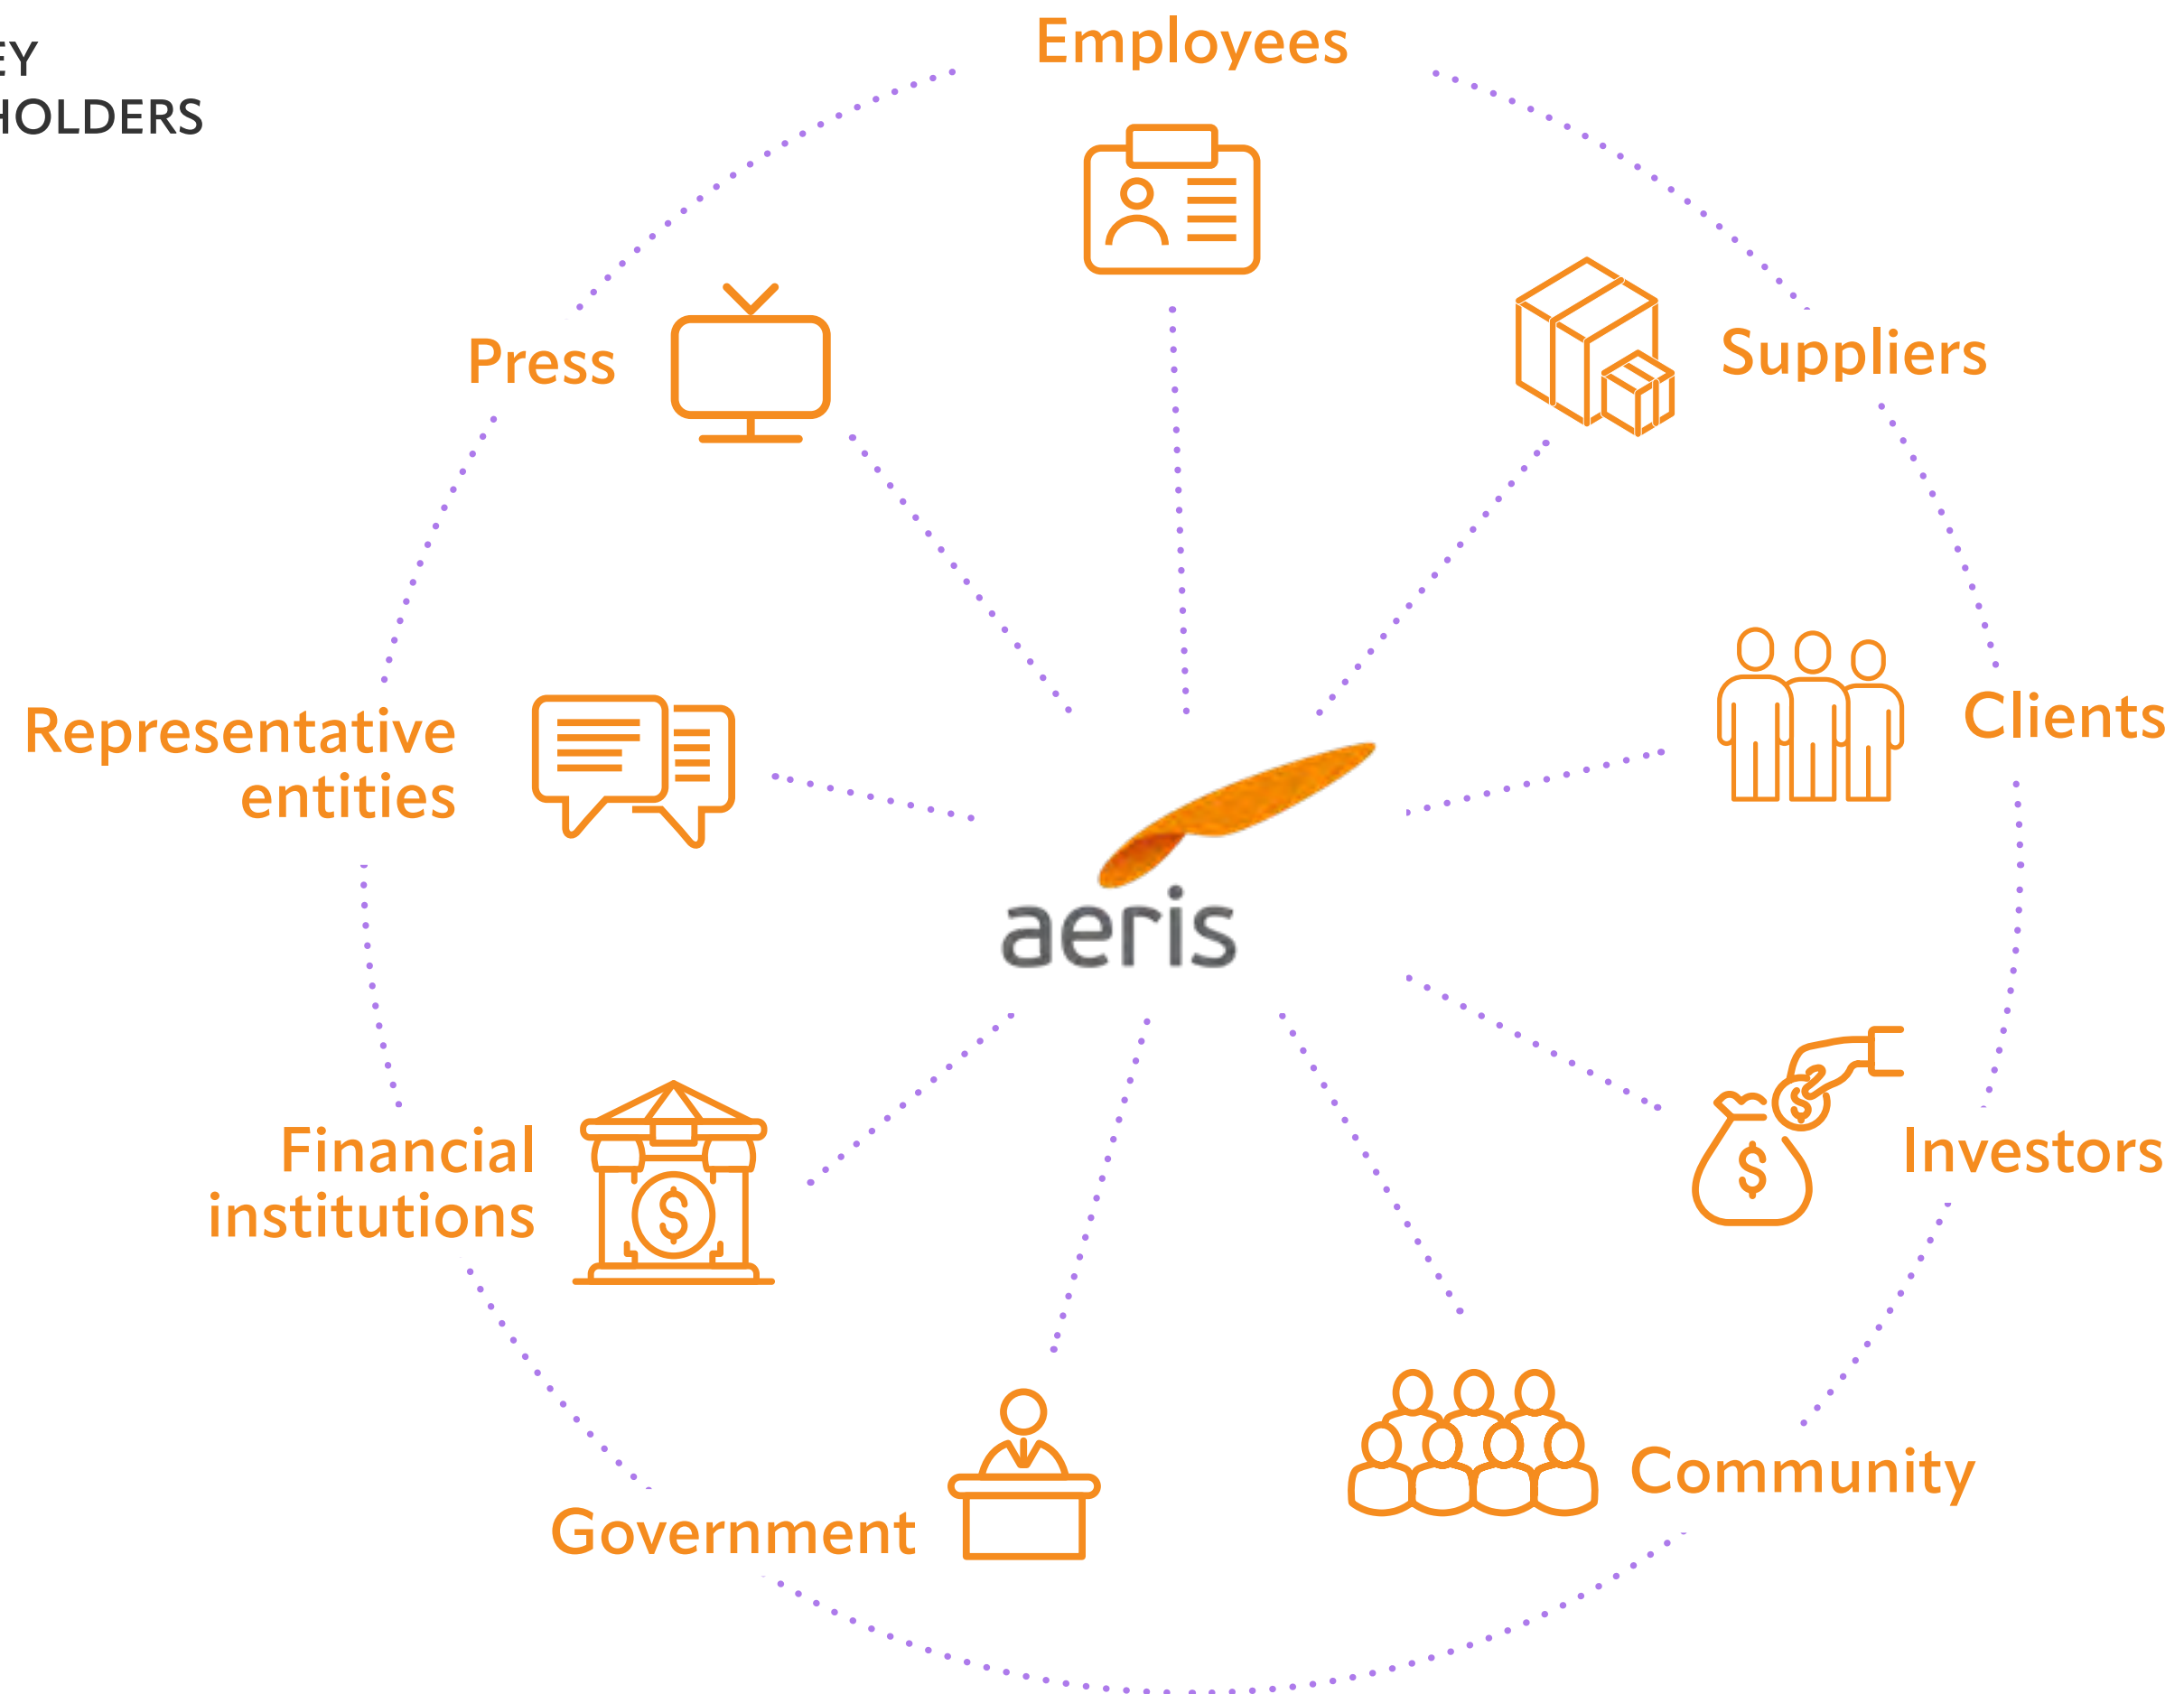 EY
HOLDERS
Employees
Press
Suppliers
Representative
entities
Clients
aeris
Financial
institutions
Investors
Government
Community